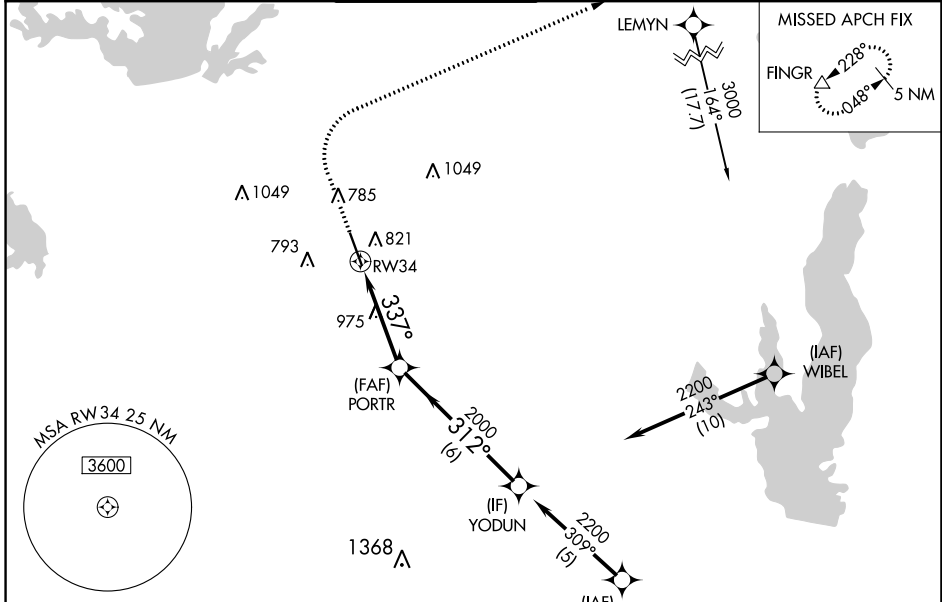 LEMYN
3000
164°
(17.7)
MISSED APCH FIX
FINGR
228°
048°
5 NM
1049
785
1049
793
821
RW34
975
337°
(FAF)
PORTR
2000
312°
(6)
(IAF)
WIBEL
2200
243°
(10)
MSA RW34 25 NM
3600
(IF)
YODUN
2200
309°
(5)
1368
(IAF)